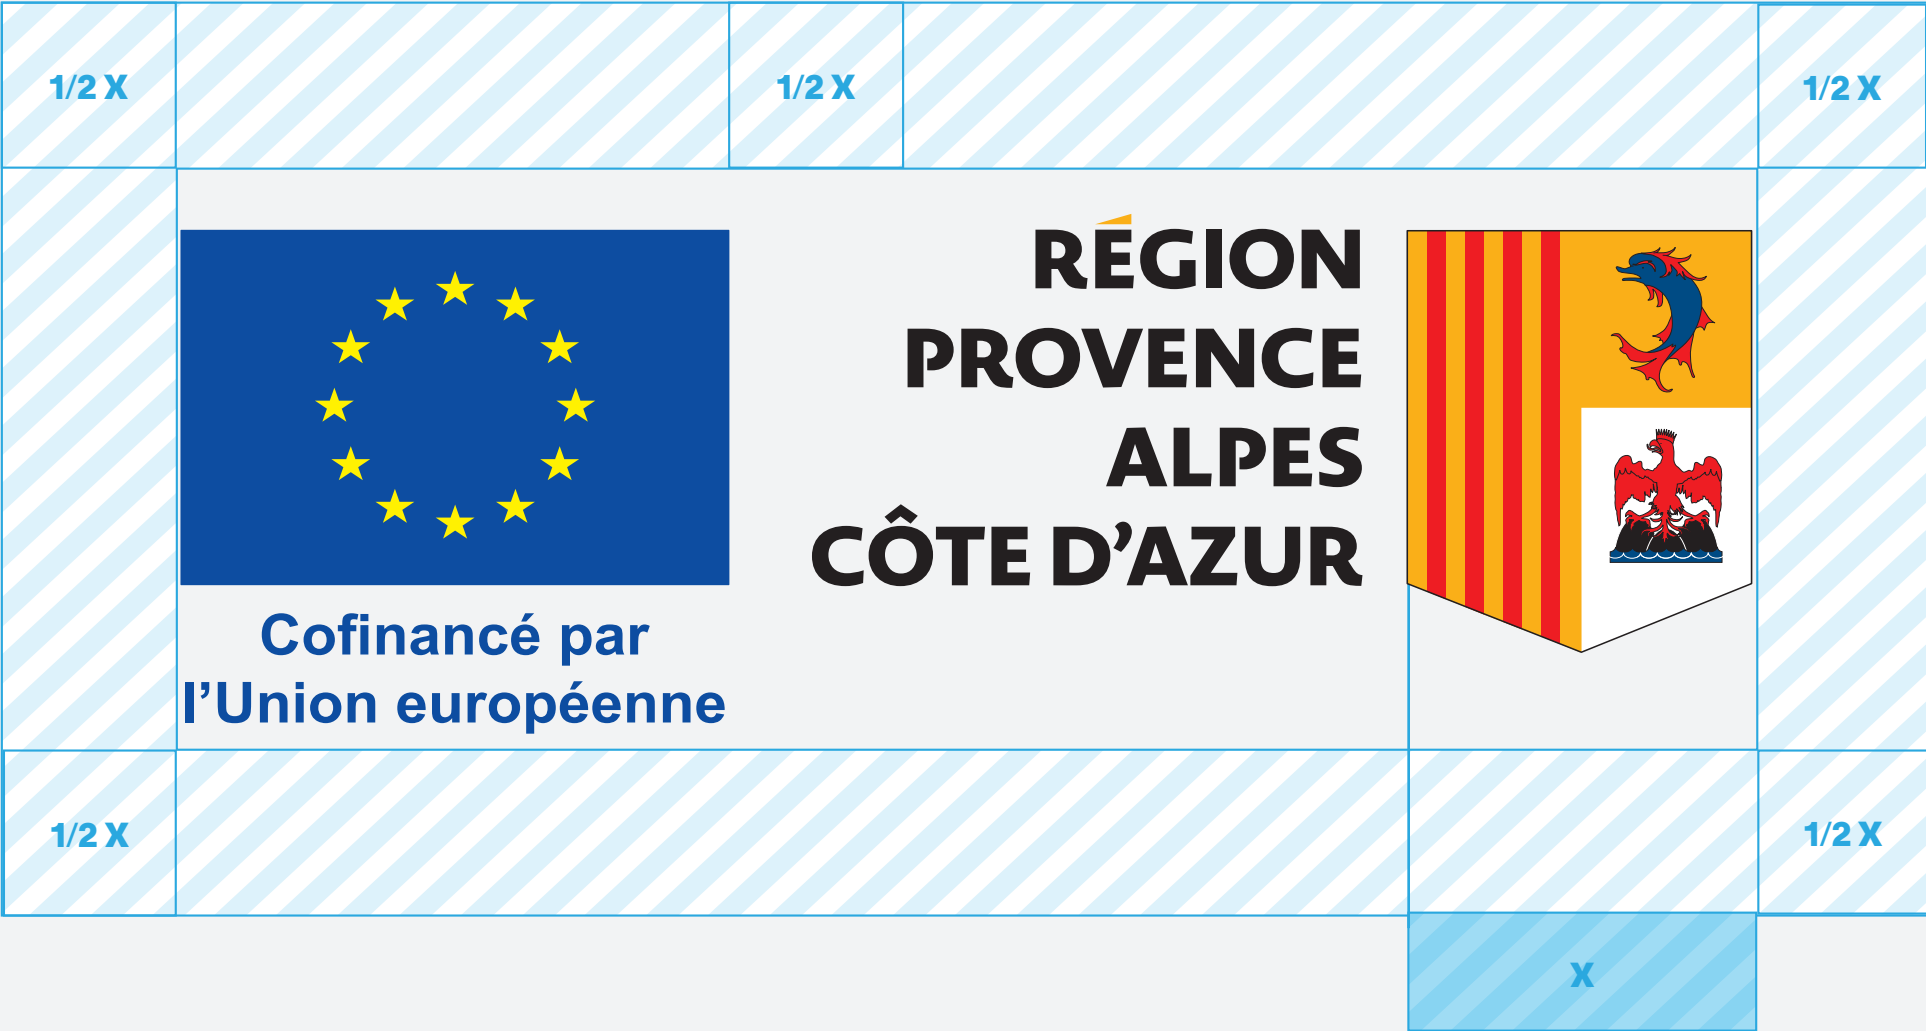 1/2 X
1/2 X
1/2 X
RÉGION
PROVENCE
ALPES
CÔTE D’AZUR
Cofinancé par
l’Union européenne
1/2 X
1/2 X
X